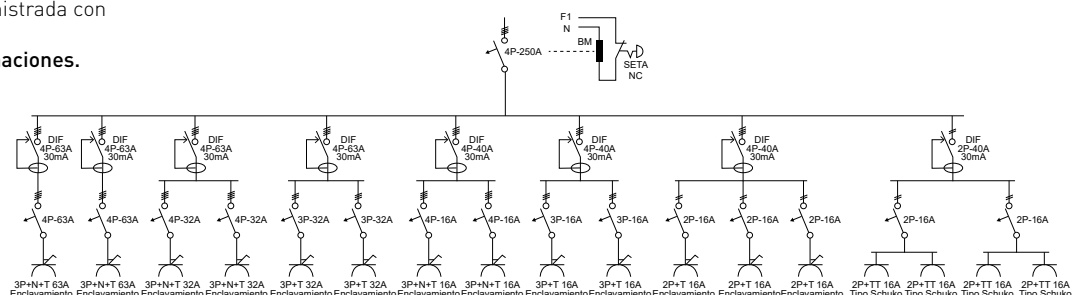 istrada con
aciones.
F1
N
BM
4P-250A
SETA
NC
DIF DIF DIF DIF DIF DIF DIF DIF
4P-63A 4P-63A 4P-63A 4P-63A 4P-40A 4P-40A 4P-40A 2P-40A
30mA 30mA 30mA 30mA 30mA 30mA 30mA 30mA
4P-63A 4P-63A 4P-32A 4P-32A 3P-32A 3P-32A 4P-16A 4P-16A 3P-16A 3P-16A 2P-16A 2P-16A 2P-16A 2P-16A 2P-16A
3P+N+T 63A 3P+N+T 63A 3P+N+T 32A 3P+N+T 32A 3P+T 32A 3P+T 32A 3P+N+T 16A 3P+N+T 16A 3P+T 16A 3P+T 16A 2P+T 16A 2P+T 16A 2P+T 16A 2P+TT 16A 2P+TT 16A 2P+TT 16A 2P+TT 16A
Enclavamiento Enclavamiento Enclavamiento Enclavamiento Enclavamiento Enclavamiento Enclavamiento Enclavamiento Enclavamiento Enclavamiento Enclavamiento Enclavamiento Enclavamiento Tipo Schuko Tipo Schuko Tipo Schuko Tipo Schuko